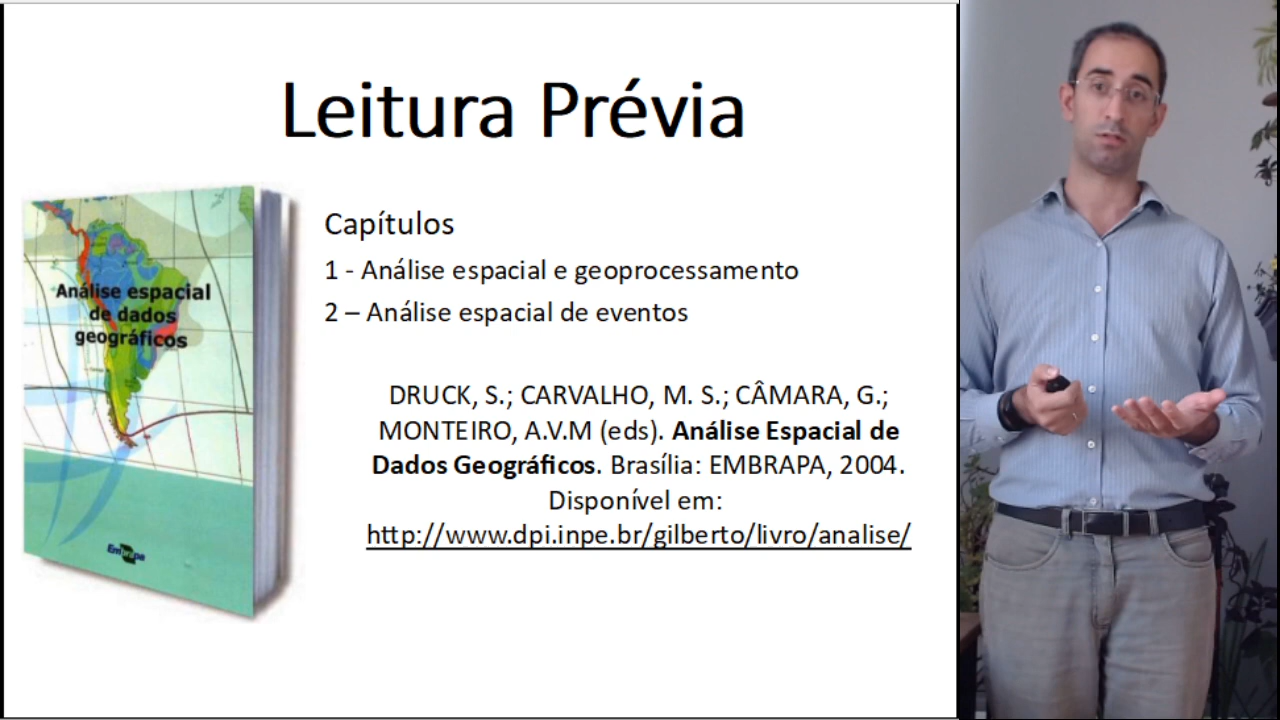 Leitura Prévia
Análise espacial
de dados
geográficos
Embrapa
Capítulos
1 - Análise espacial e geoprocessamento
2 – Análise espacial de eventos
DRUCK, S.; CARVALHO, M. S.; CÂMARA, G.;
MONTEIRO, A.V.M (eds). Análise Espacial de
Dados Geográficos. Brasília: EMBRAPA, 2004.
Disponível em:
http://www.dpi.inpe.br/gilberto/livro/analise/